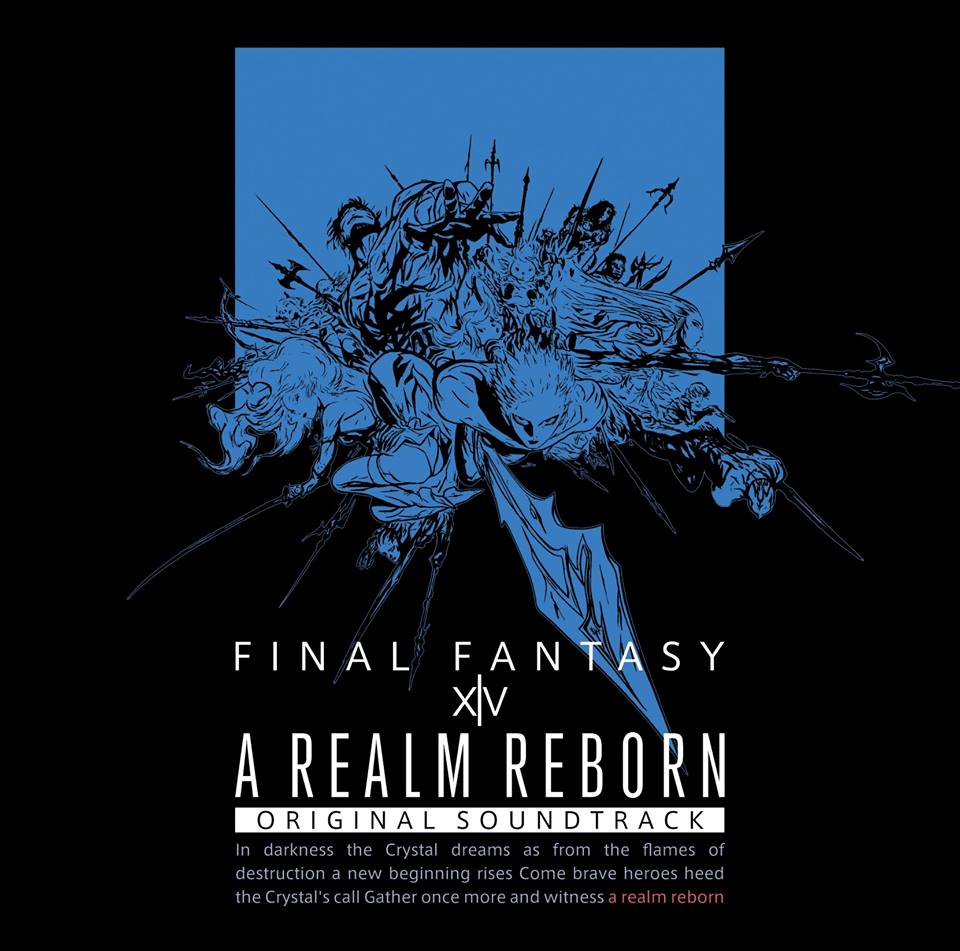 FINAL FANTASY
XIV
A REALM REBORN
ORIGINAL SOUNDTRACK
In darkness the Crystal dreams as from the flames of
destruction a new beginning rises Come brave heroes heed
the Crystal's call Gather once more and witness a realm reborn